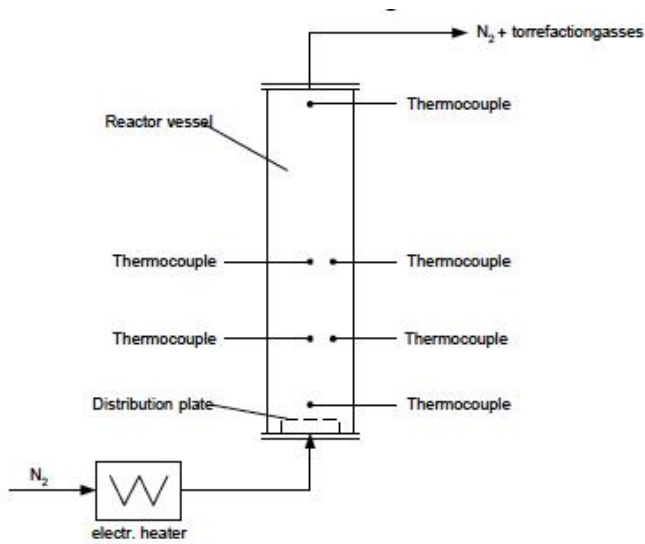 N2 + torrefactiongasses
Thermocouple
Reactor vessel
Thermocouple
Thermocouple
Thermocouple
Thermocouple
Distribution plate
Thermocouple
N2
electr. heater